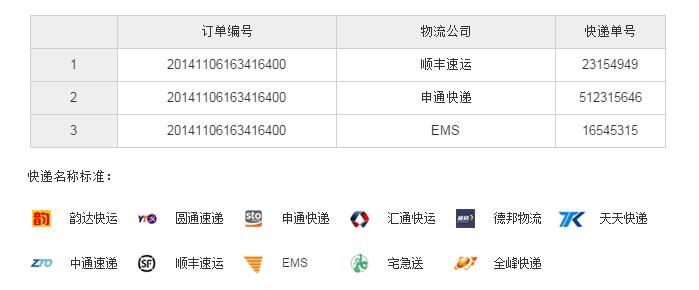 订单编号 物流公司 快递单号
1 20141106163416400 顺丰速运 23154949
2 20141106163416400 申通快递 512315646
3 20141106163416400 EMS 16545315
快递名称标准：
韵 韵达快运 YTO 圆通速递 sto 申通快递 汇通快运 德邦 德邦物流 天天快递
ZTO 中通速递 SF 顺丰速运 EMS 宅急送 全峰快递